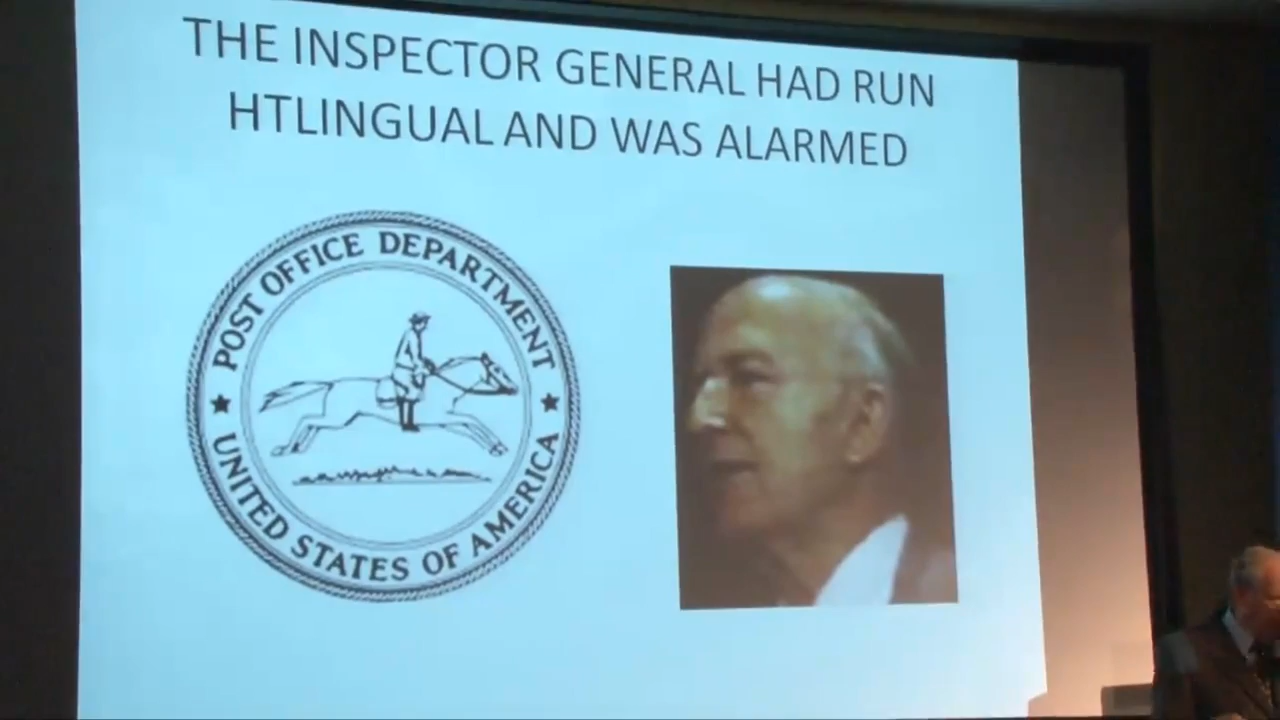 THE INSPECTOR GENERAL HAD RUN
HTLINGUAL AND WAS ALARMED
POST OFFICE DEPARTMENT
★ ★
UNITED STATES OF AMERICA